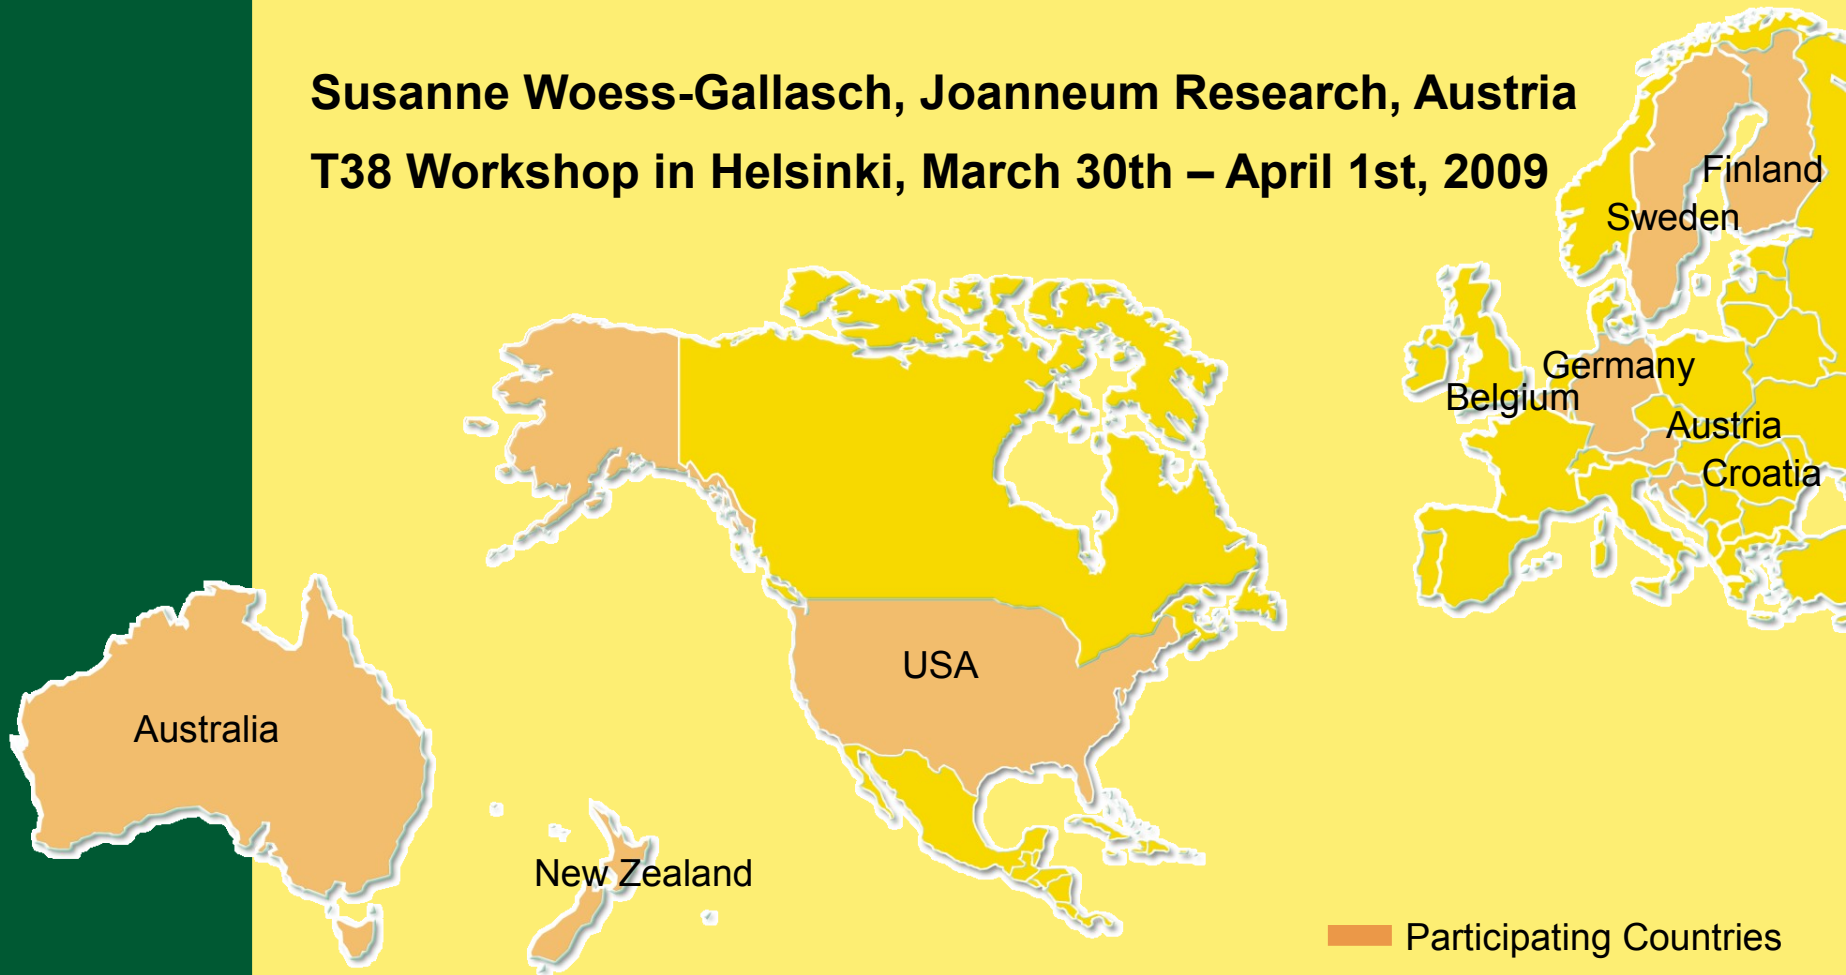 Susanne Woess-Gallasch, Joanneum Research, Austria
T38 Workshop in Helsinki, March 30th – April 1st, 2009
Finland
Sweden
Germany
Belgium
Austria
Croatia
USA
Australia
New Zealand
Participating Countries